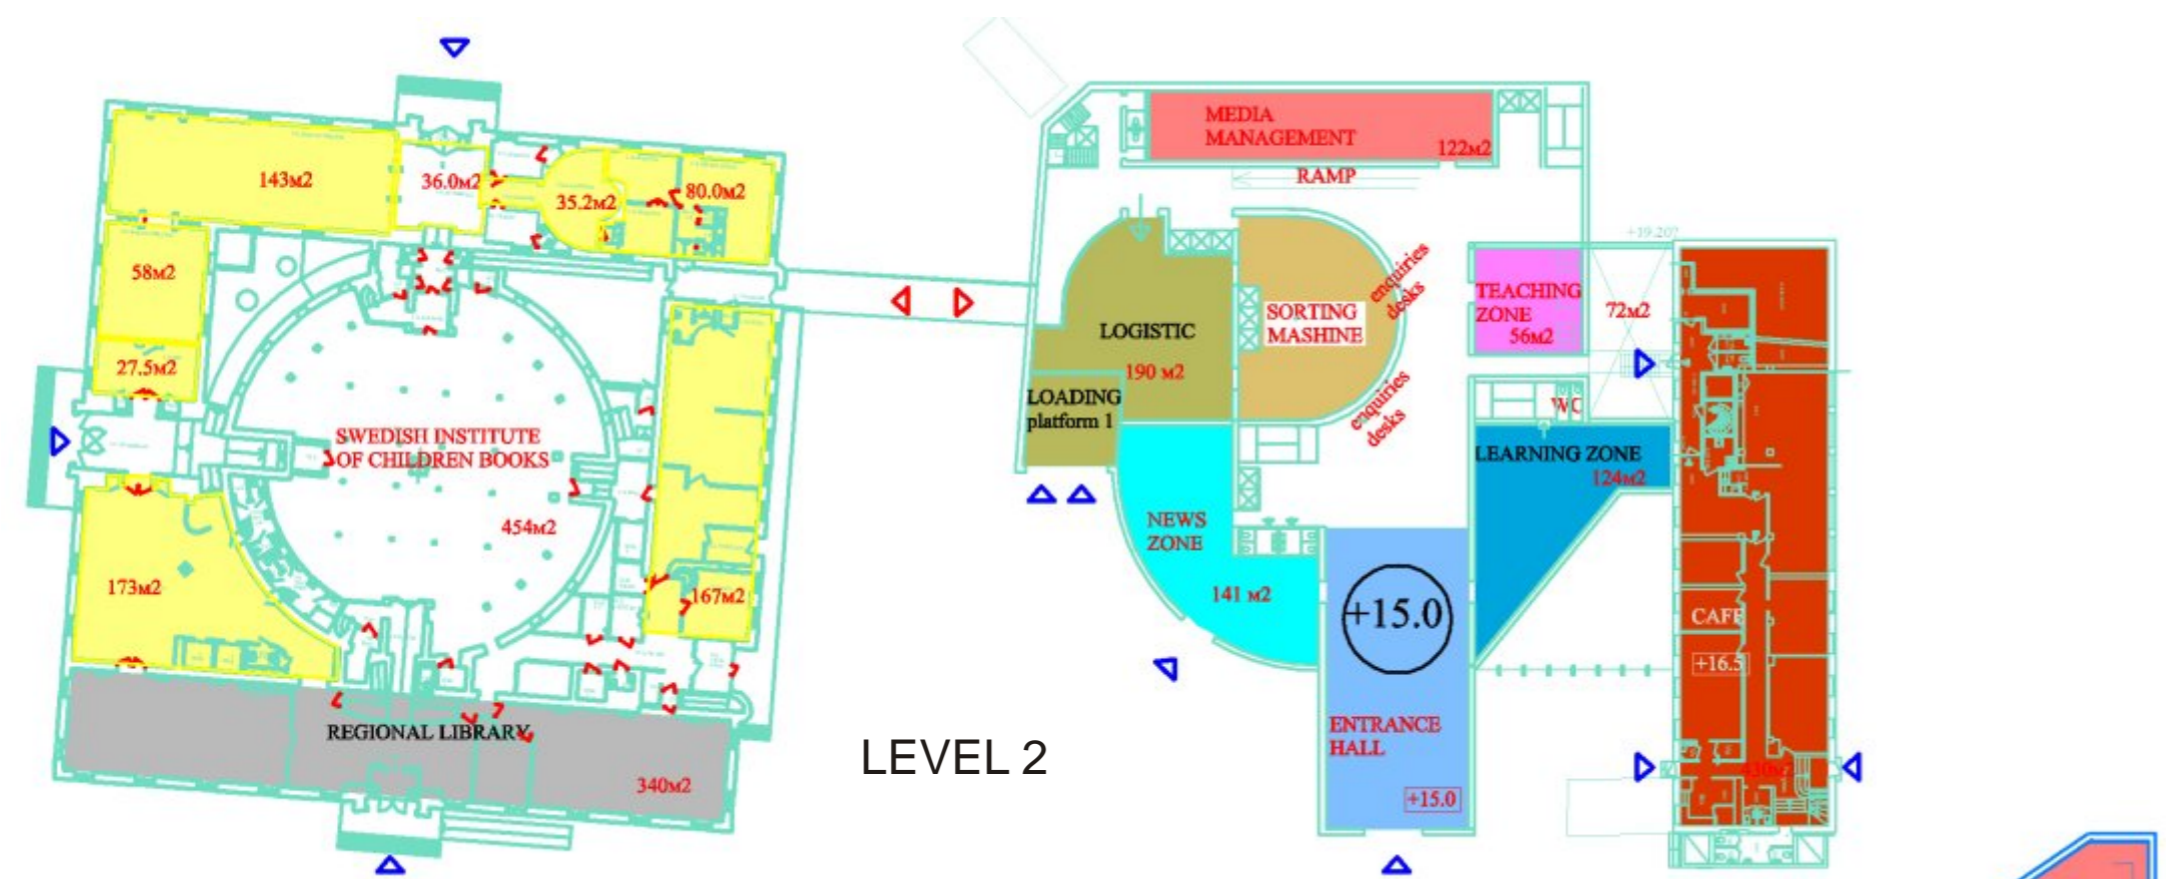 143м2
36.0м2
35.2м2
80.0м2
58м2
27.5м2
SWEDISH INSTITUTE
OF CHILDREN BOOKS
454м2
173м2
167м2
REGIONAL LIBRARY
340м2
LEVEL 2
MEDIA
MANAGEMENT
122м2
RAMP
LOGISTIC
190 м2
LOADING
platform 1
SORTING
MASHINE
enquiries
desks
enquiries
desks
TEACHING
ZONE
56м2
+19.20?
72м2
WC
LEARNING ZONE
124м2
NEWS
ZONE
141 м2
+15.0
ENTRANCE
HALL
+15.0
CAFE
+16.5
430м2